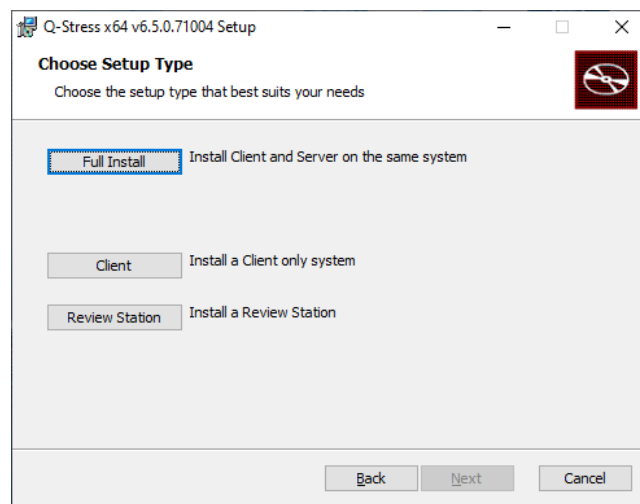 Q-Stress x64 v6.5.0.71004 Setup
Choose Setup Type
Choose the setup type that best suits your needs
Full Install Install Client and Server on the same system
Client Install a Client only system
Review Station Install a Review Station
Back Next Cancel